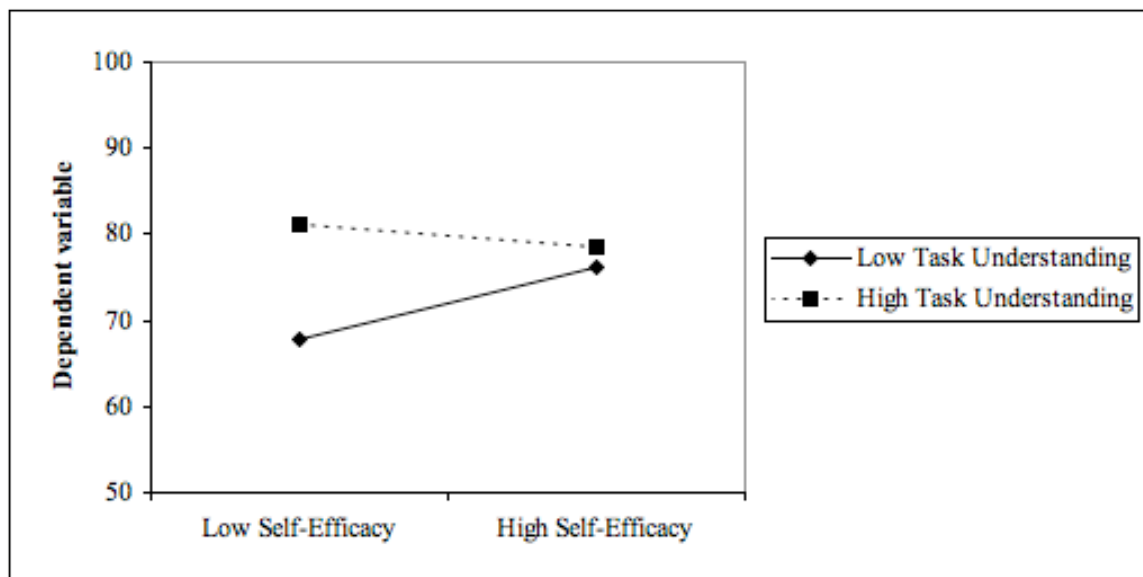 100
90
80
70
60
50
Dependent variable
Low Self-Efficacy
High Self-Efficacy
Low Task Understanding
High Task Understanding